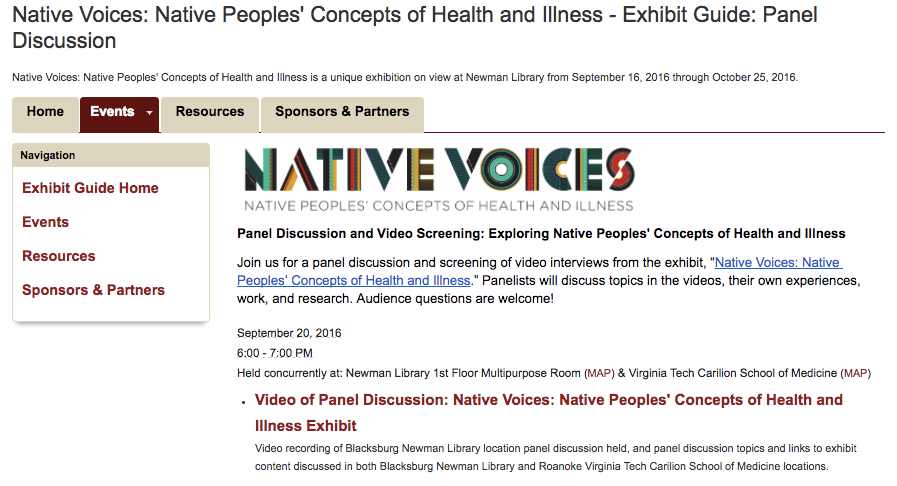 Native Voices: Native Peoples' Concepts of Health and Illness - Exhibit Guide: Panel
Discussion
Native Voices: Native Peoples' Concepts of Health and Illness is a unique exhibition on view at Newman Library from September 16, 2016 through October 25, 2016.
Home Events Resources Sponsors & Partners
Navigation
Exhibit Guide Home
Events
Resources
Sponsors & Partners
NATIVE VOICES
NATIVE PEOPLES' CONCEPTS OF HEALTH AND ILLNESS
Panel Discussion and Video Screening: Exploring Native Peoples' Concepts of Health and Illness
Join us for a panel discussion and screening of video interviews from the exhibit, “Native Voices: Native
Peoples’ Concepts of Health and Illness.” Panelists will discuss topics in the videos, their own experiences,
work, and research. Audience questions are welcome!
September 20, 2016
6:00 - 7:00 PM
Held concurrently at: Newman Library 1st Floor Multipurpose Room (MAP) & Virginia Tech Carilion School of Medicine (MAP)
• Video of Panel Discussion: Native Voices: Native Peoples' Concepts of Health and
Illness Exhibit
Video recording of Blacksburg Newman Library location panel discussion held, and panel discussion topics and links to exhibit
content discussed in both Blacksburg Newman Library and Roanoke Virginia Tech Carilion School of Medicine locations.